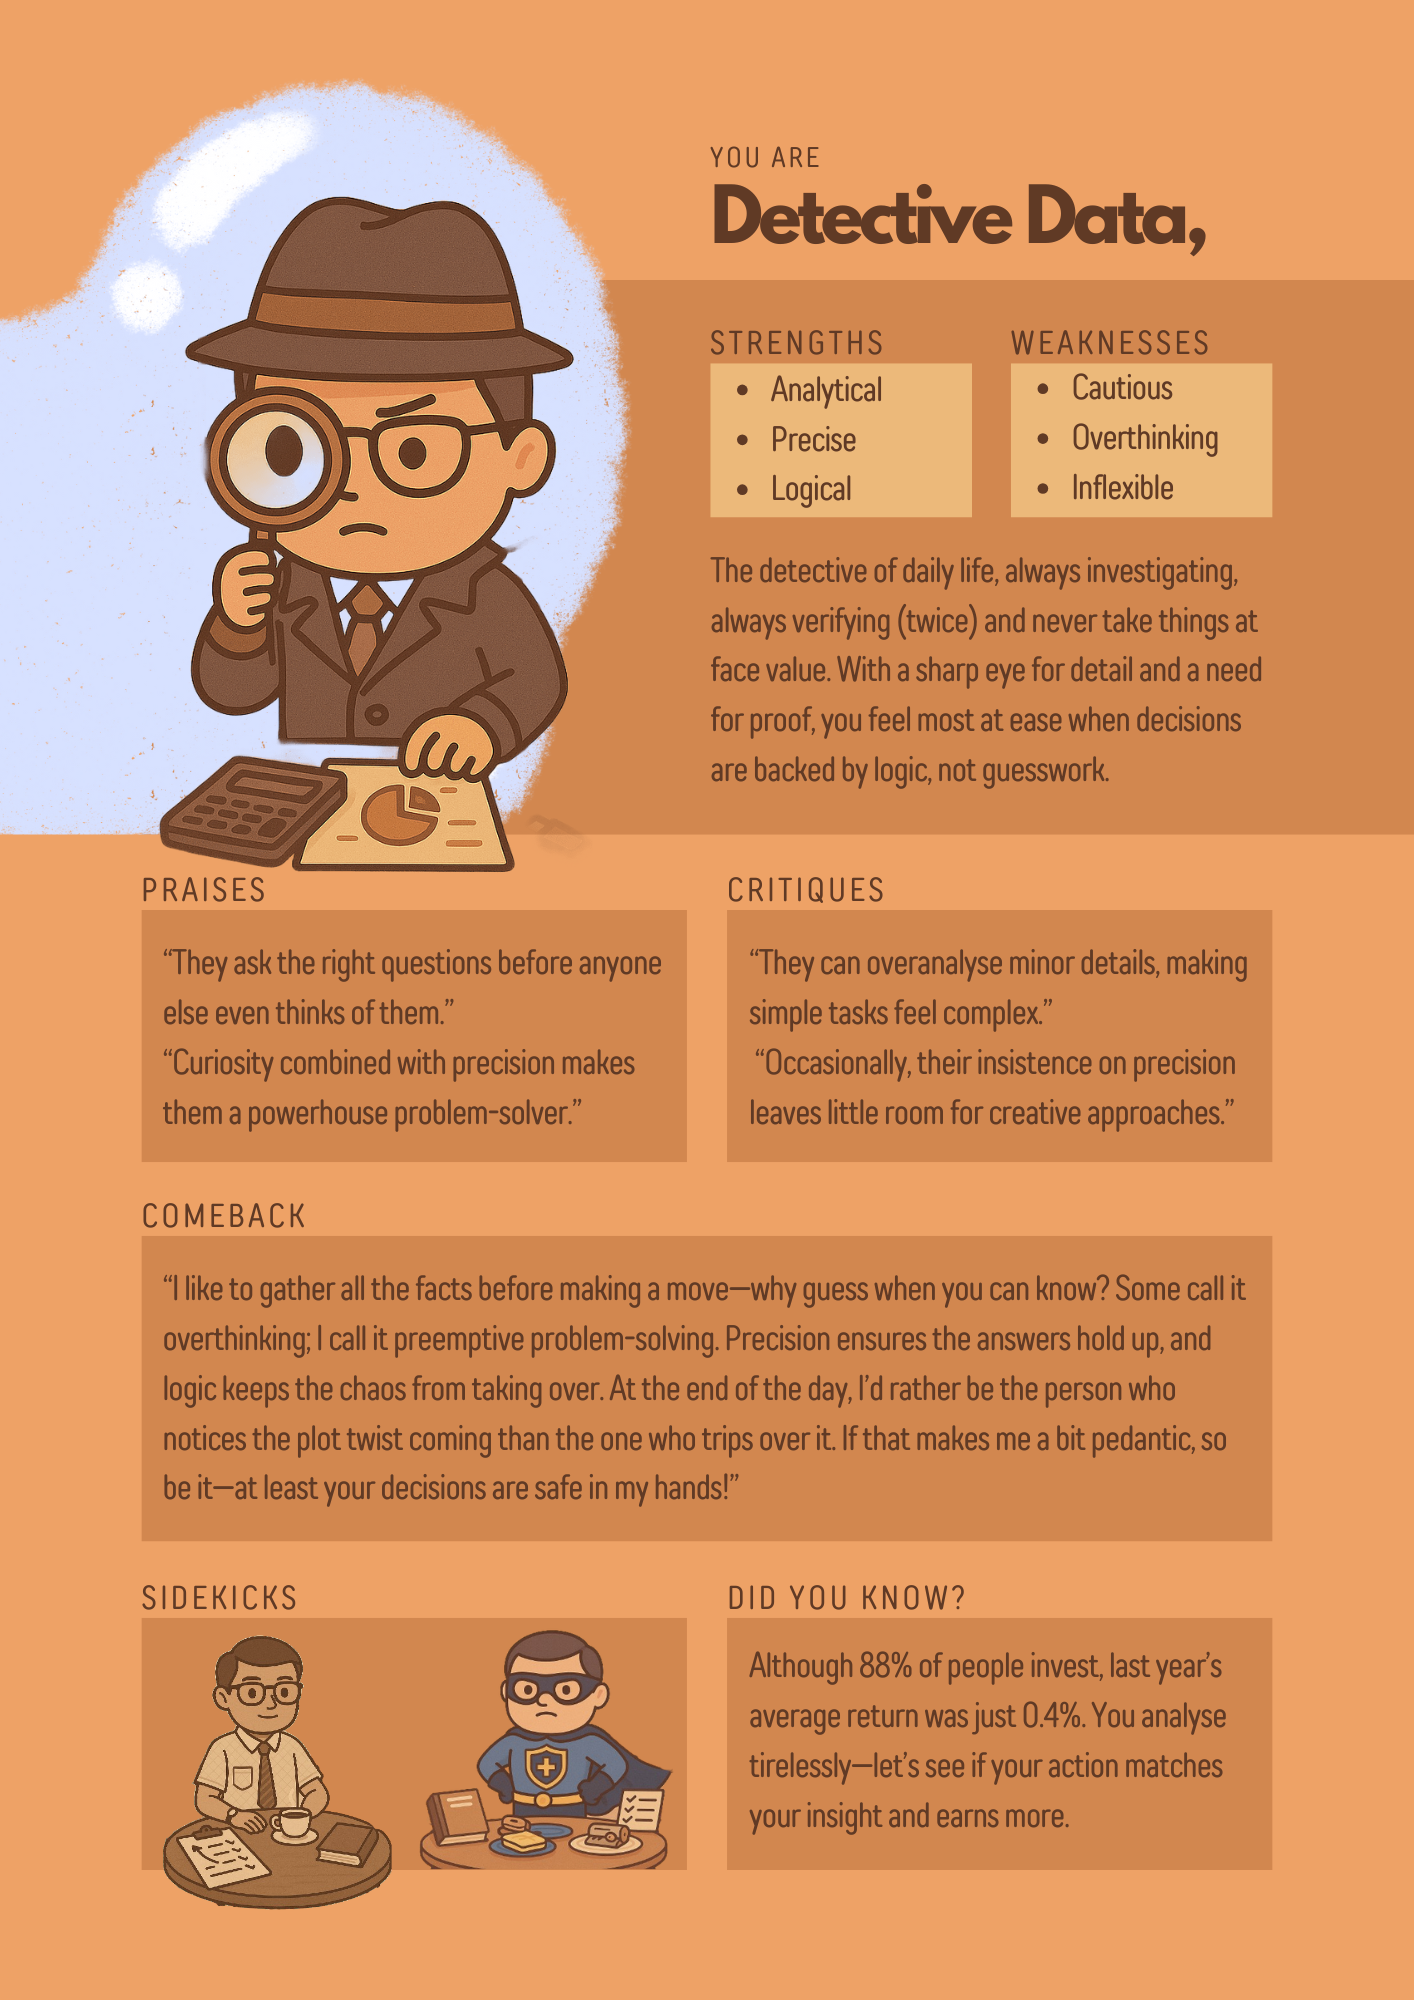 YOU ARE
Detective Data,
STRENGTHS
• Analytical
• Precise
• Logical
WEAKNESSES
• Cautious
• Overthinking
• Inflexible
The detective of daily life, always investigating,
always verifying (twice) and never take things at
face value. With a sharp eye for detail and a need
for proof, you feel most at ease when decisions
are backed by logic, not guesswork.
PRAISES
“They ask the right questions before anyone
else even thinks of them.”
“Curiosity combined with precision makes
them a powerhouse problem-solver.”
CRITIQUES
“They can overanalyse minor details, making
simple tasks feel complex.”
“Occasionally, their insistence on precision
leaves little room for creative approaches.”
COMEBACK
“I like to gather all the facts before making a move—why guess when you can know? Some call it
overthinking; I call it preemptive problem-solving. Precision ensures the answers hold up, and
logic keeps the chaos from taking over. At the end of the day, I’d rather be the person who
notices the plot twist coming than the one who trips over it. If that makes me a bit pedantic, so
be it—at least your decisions are safe in my hands!”
SIDEKICKS
DID YOU KNOW?
Although 88% of people invest, last year’s
average return was just 0.4%. You analyse
tirelessly—let’s see if your action matches
your insight and earns more.